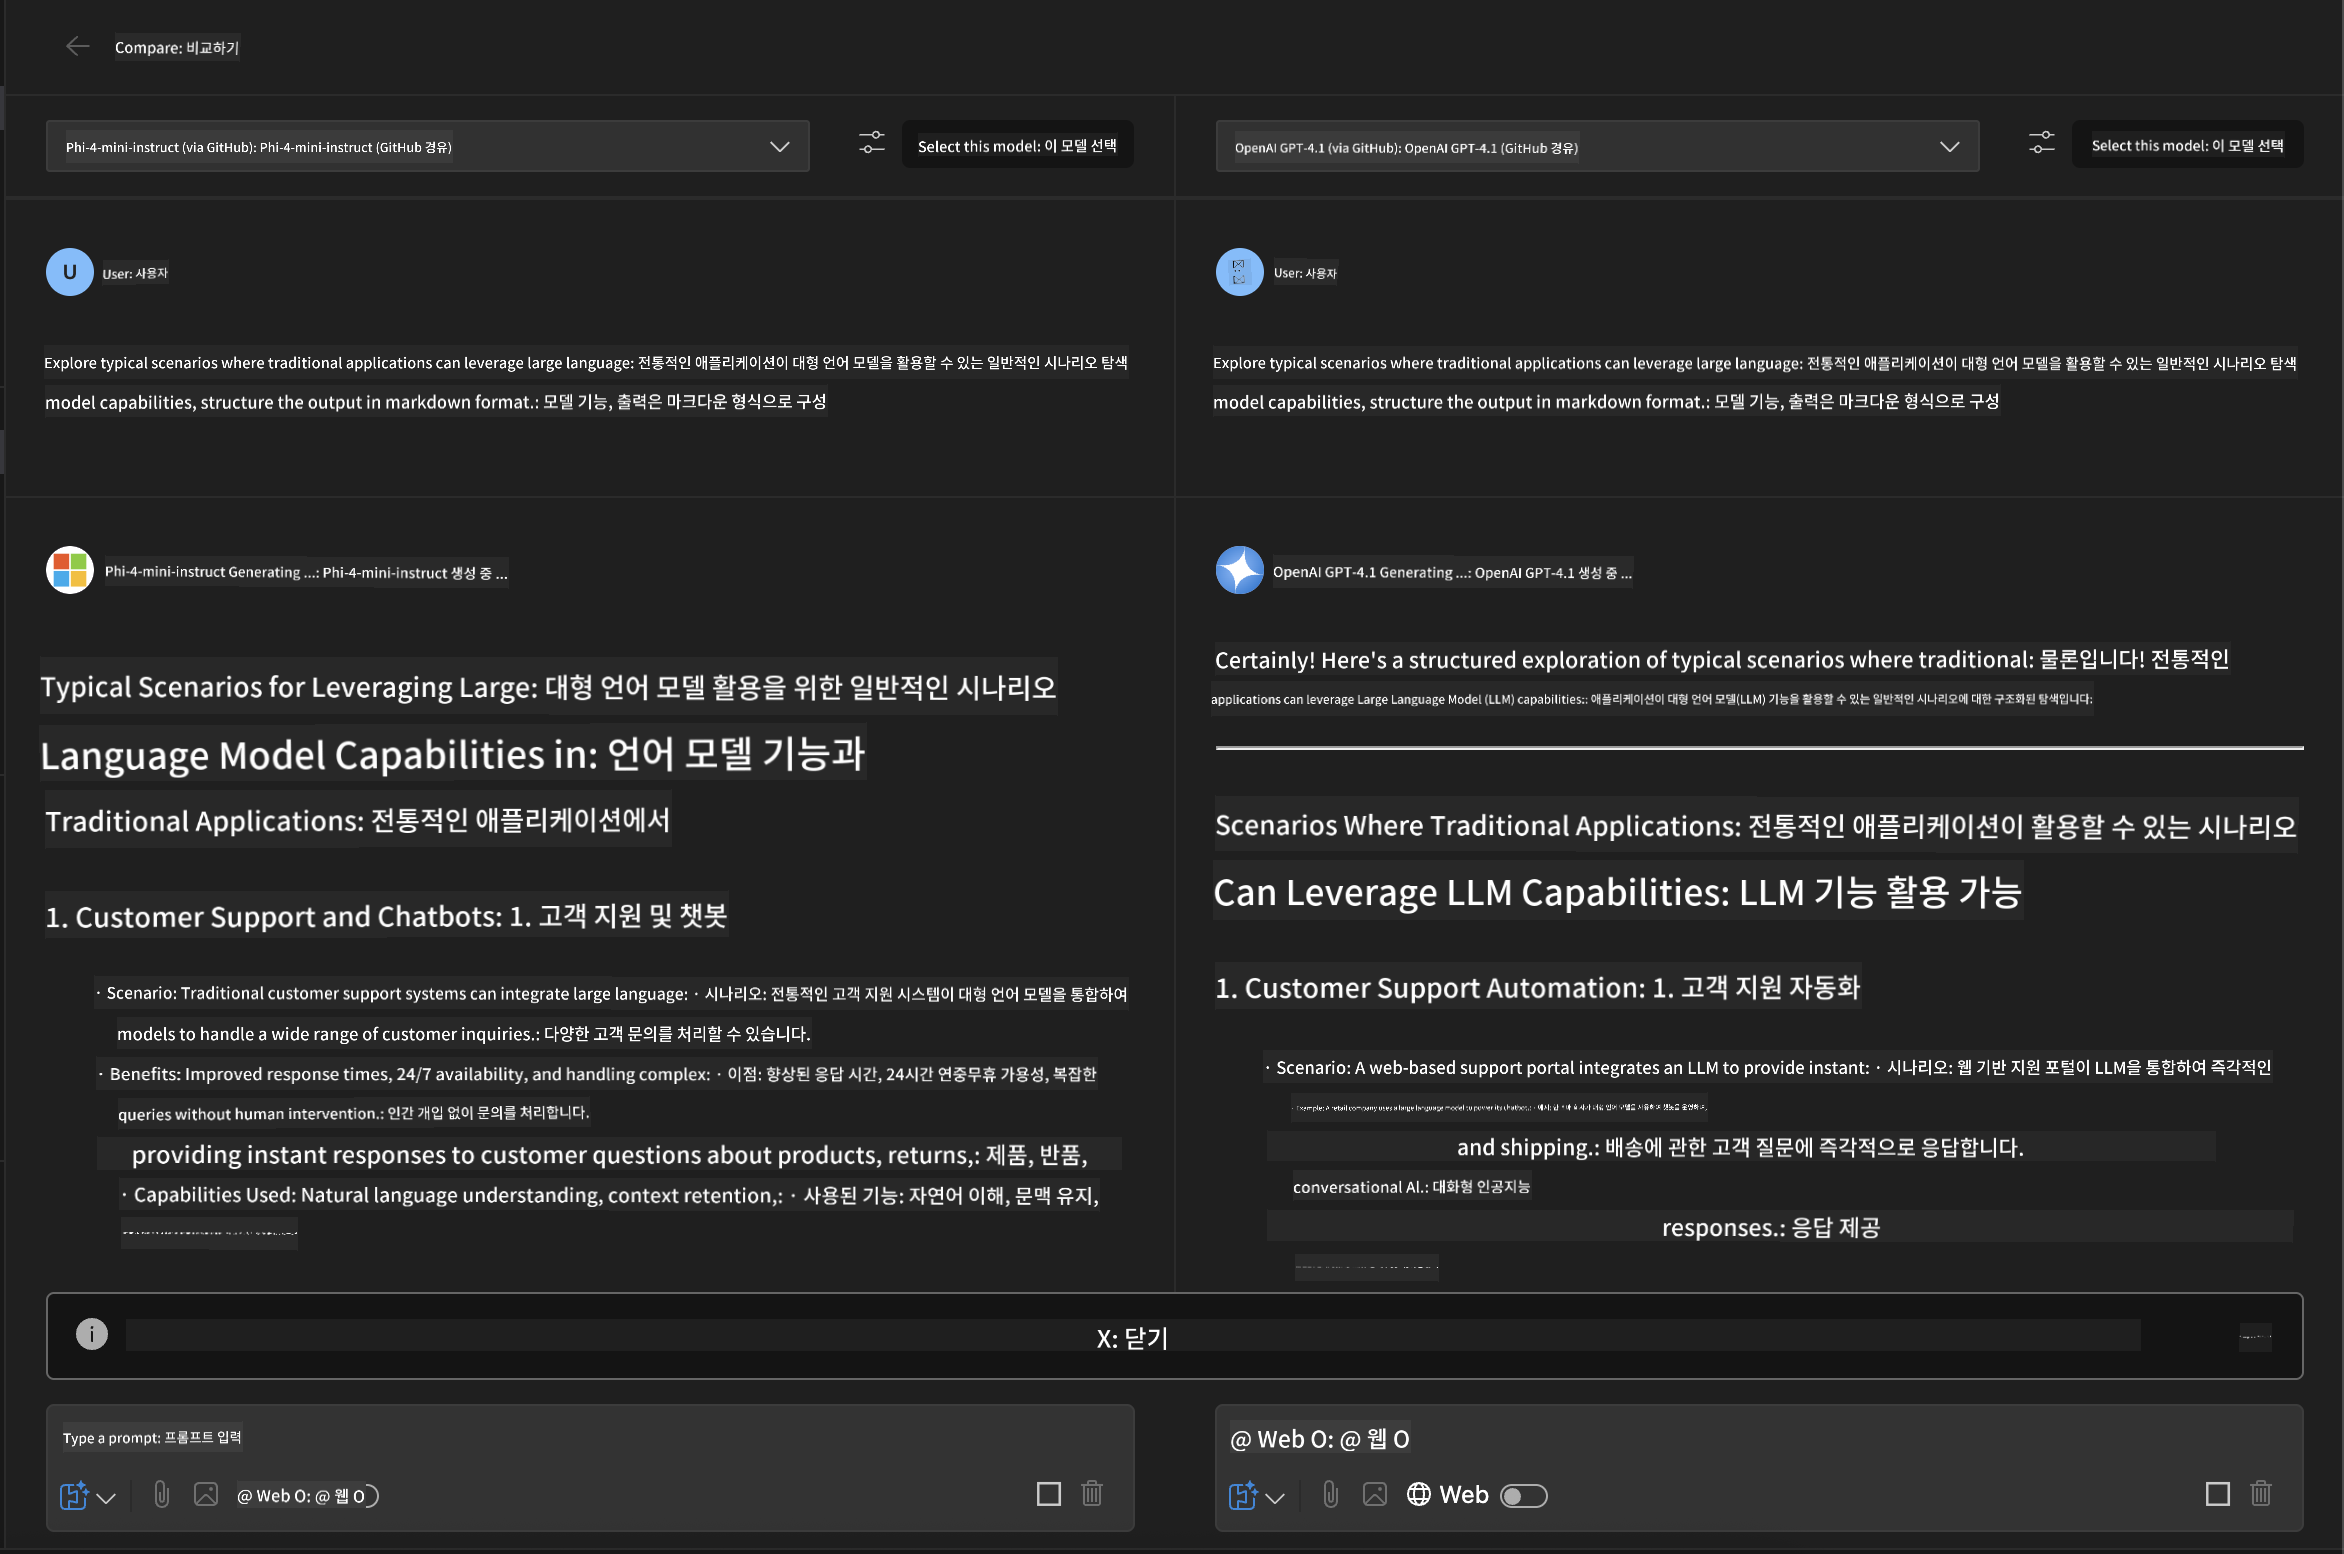 Compare: 비교하기
Phi-4-mini-instruct (via GitHub): Phi-4-mini-instruct (GitHub 경유)
Select this model: 이 모델 선택
U
User: 사용자
Explore typical scenarios where traditional applications can leverage large language: 전통적인 애플리케이션이 대형 언어 모델을 활용할 수 있는 일반적인 시나리오 탐색
model capabilities, structure the output in markdown format.: 모델 기능, 출력은 마크다운 형식으로 구성
Phi-4-mini-instruct Generating ...: Phi-4-mini-instruct 생성 중 ...
Typical Scenarios for Leveraging Large: 대형 언어 모델 활용을 위한 일반적인 시나리오
Language Model Capabilities in: 언어 모델 기능과
Traditional Applications: 전통적인 애플리케이션에서
1. Customer Support and Chatbots: 1. 고객 지원 및 챗봇
· Scenario: Traditional customer support systems can integrate large language: · 시나리오: 전통적인 고객 지원 시스템이 대형 언어 모델을 통합하여
models to handle a wide range of customer inquiries.: 다양한 고객 문의를 처리할 수 있습니다.
· Benefits: Improved response times, 24/7 availability, and handling complex: · 이점: 향상된 응답 시간, 24시간 연중무휴 가용성, 복잡한
queries without human intervention.: 인간 개입 없이 문의를 처리합니다.
providing instant responses to customer questions about products, returns,: 제품, 반품,
· Capabilities Used: Natural language understanding, context retention,: · 사용된 기능: 자연어 이해, 문맥 유지,
OpenAI GPT-4.1 (via GitHub): OpenAI GPT-4.1 (GitHub 경유)
Select this model: 이 모델 선택
User: 사용자
Explore typical scenarios where traditional applications can leverage large language: 전통적인 애플리케이션이 대형 언어 모델을 활용할 수 있는 일반적인 시나리오 탐색
model capabilities, structure the output in markdown format.: 모델 기능, 출력은 마크다운 형식으로 구성
OpenAI GPT-4.1 Generating ...: OpenAI GPT-4.1 생성 중 ...
Certainly! Here's a structured exploration of typical scenarios where traditional: 물론입니다! 전통적인
applications can leverage Large Language Model (LLM) capabilities:: 애플리케이션이 대형 언어 모델(LLM) 기능을 활용할 수 있는 일반적인 시나리오에 대한 구조화된 탐색입니다:
Scenarios Where Traditional Applications: 전통적인 애플리케이션이 활용할 수 있는 시나리오
Can Leverage LLM Capabilities: LLM 기능 활용 가능
1. Customer Support Automation: 1. 고객 지원 자동화
· Scenario: A web-based support portal integrates an LLM to provide instant: · 시나리오: 웹 기반 지원 포털이 LLM을 통합하여 즉각적인
· Example: A retail company uses a large language model to power its chatbot,:
and shipping.: 배송에 관한 고객 질문에 즉각적으로 응답합니다.
conversational AI.: 대화형 인공지능
responses.: 응답 제공
X: 닫기
Type a prompt: 프롬프트 입력
@ Web O: @ 웹 O
@ Web O: @ 웹 O
Web